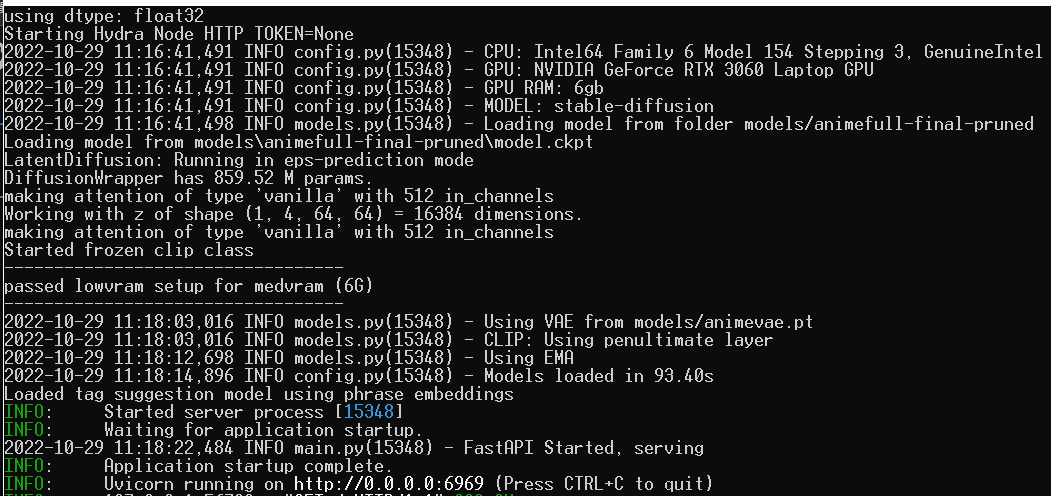 using dtype: float32
Starting Hydra Node HTTP TOKEN=None
2022-10-29 11:16:41,491 INFO config.py(15348) - CPU: Intel64 Family 6 Model 154 Stepping 3, GenuineIntel
2022-10-29 11:16:41,491 INFO config.py(15348) - GPU: NVIDIA GeForce RTX 3060 Laptop GPU
2022-10-29 11:16:41,491 INFO config.py(15348) - GPU RAM: 6gb
2022-10-29 11:16:41,491 INFO config.py(15348) - MODEL: stable-diffusion
2022-10-29 11:16:41,498 INFO models.py(15348) - Loading model from folder models/animefull-final-pruned
Loading model from models\animefull-final-pruned\model.ckpt
LatentDiffusion: Running in eps-prediction mode
DiffusionWrapper has 859.52 M params.
making attention of type 'vanilla' with 512 in_channels
Working with z of shape (1, 4, 64, 64) = 16384 dimensions.
making attention of type 'vanilla' with 512 in_channels
Started frozen clip class
----------------------------------
passed lowvram setup for medvram (6G)
----------------------------------
2022-10-29 11:18:03,016 INFO models.py(15348) - Using VAE from models/animevae.pt
2022-10-29 11:18:03,016 INFO models.py(15348) - CLIP: Using penultimate layer
2022-10-29 11:18:12,698 INFO models.py(15348) - Using EMA
2022-10-29 11:18:14,896 INFO config.py(15348) - Models loaded in 93.40s
Loaded tag suggestion model using phrase embeddings
INFO:     Started server process [15348]
INFO:     Waiting for application startup.
2022-10-29 11:18:22,484 INFO main.py(15348) - FastAPI Started, serving
INFO:     Application startup complete.
INFO:     Uvicorn running on http://0.0.0.0:6969 (Press CTRL+C to quit)